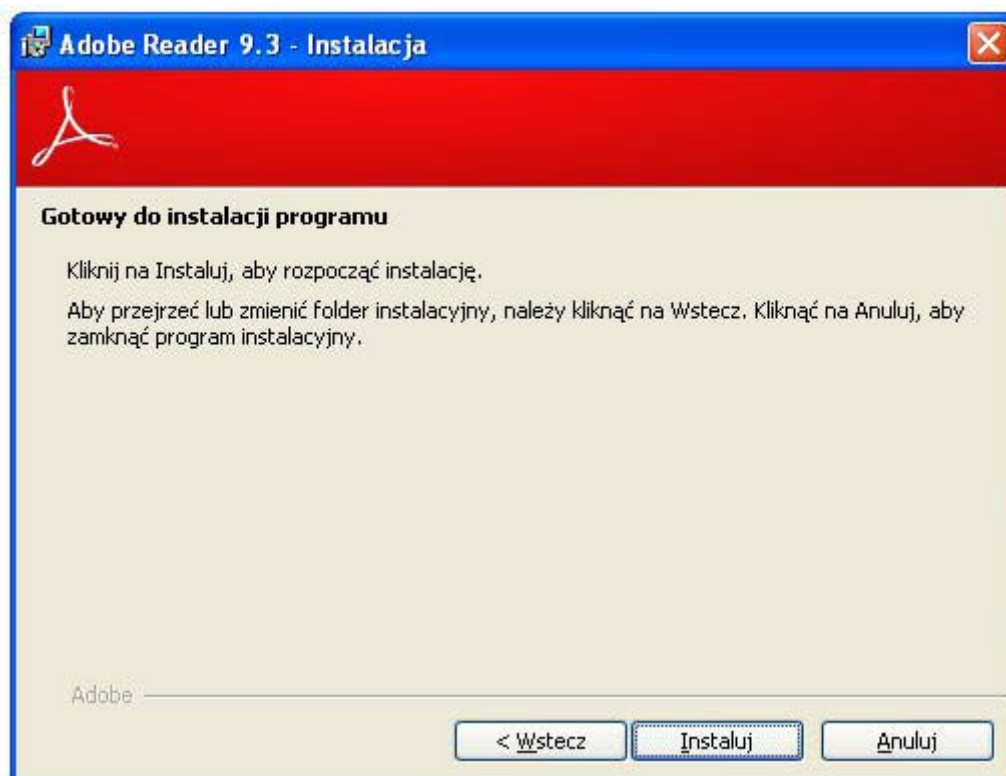 Adobe Reader 9.3 - Instalacja
Gotowy do instalacji programu
Kliknij na Instaluj, aby rozpocząć instalację.
Aby przejrzeć lub zmienić folder instalacyjny, należy kliknąć na Wstecz. Kliknąć na Anuluj, aby
zamknąć program instalacyjny.
Adobe
< Wstecz
Instaluj
Anuluj